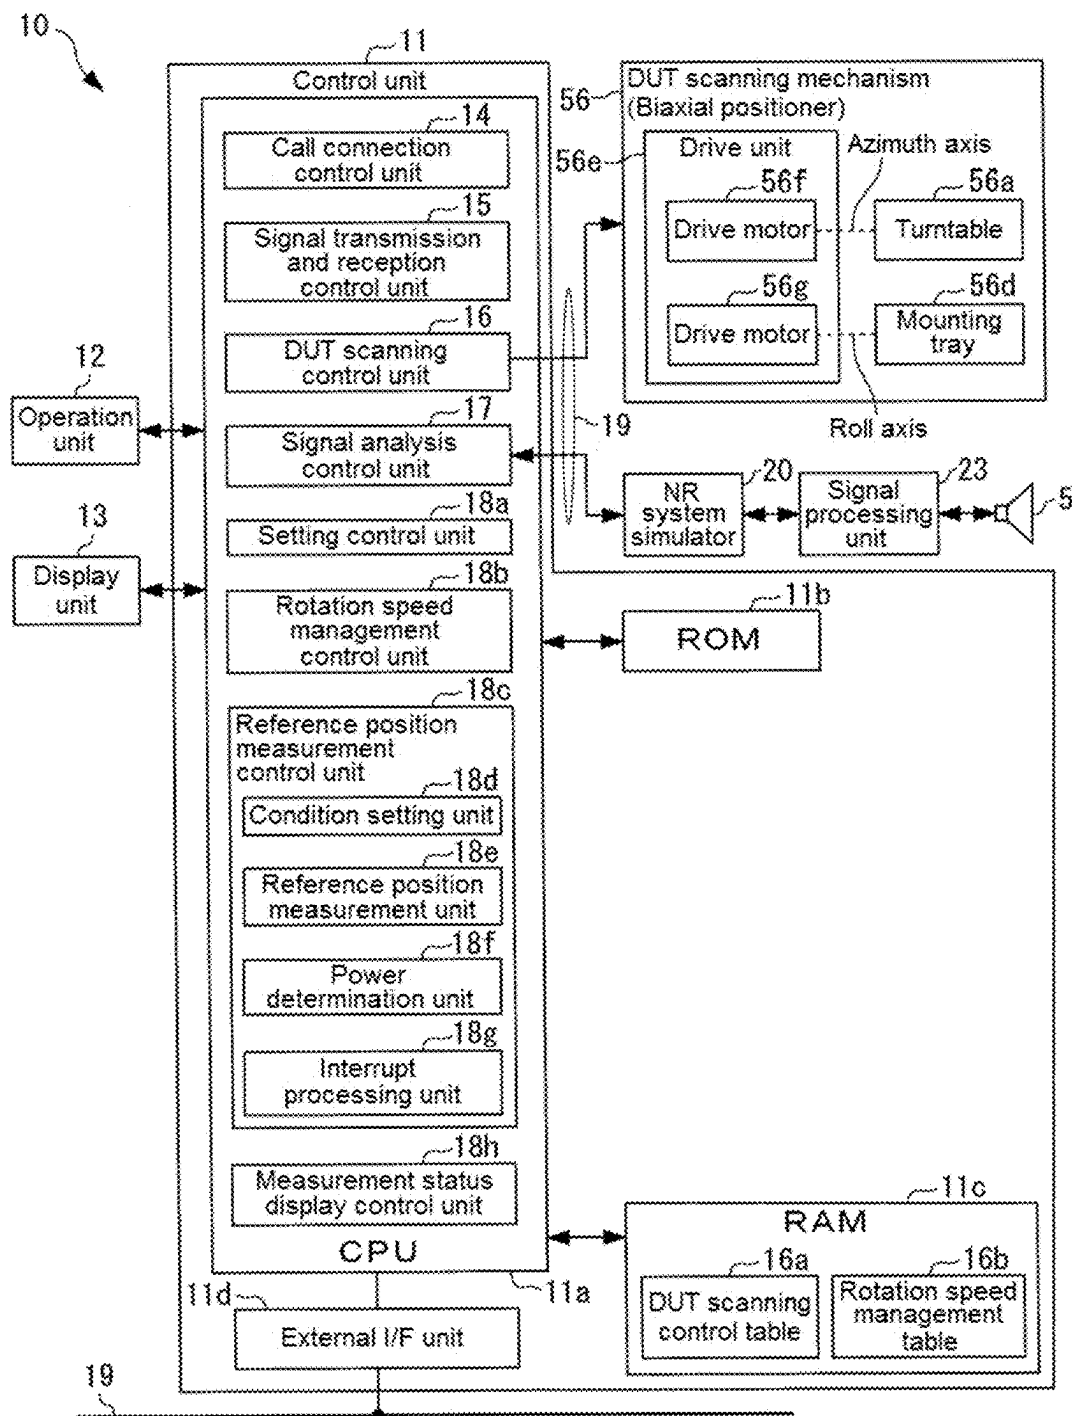 10
11
Control unit
14
Call connection
control unit
15
Signal transmission
and reception
control unit
16
DUT scanning
control unit
17
Signal analysis
control unit
18a
Setting control unit
18b
Rotation speed
management
control unit
18c
Reference position
measurement
control unit
18d
Condition setting unit
18e
Reference position
measurement unit
18f
Power
determination unit
18g
Interrupt
processing unit
18h
Measurement status
display control unit
CPU
11a
11d
External I/F unit
19
12
Operation
unit
13
Display
unit
56
DUT scanning mechanism
(Biaxial positioner)
56e
Drive unit
Azimuth axis
56f
Drive motor
56a
Turntable
56g
Drive motor
56d
Mounting
tray
Roll axis
19
20
NR
system
simulator
23
Signal
processing
unit
5
11b
ROM
11c
RAM
16a
DUT scanning
control table
16b
Rotation speed
management
table